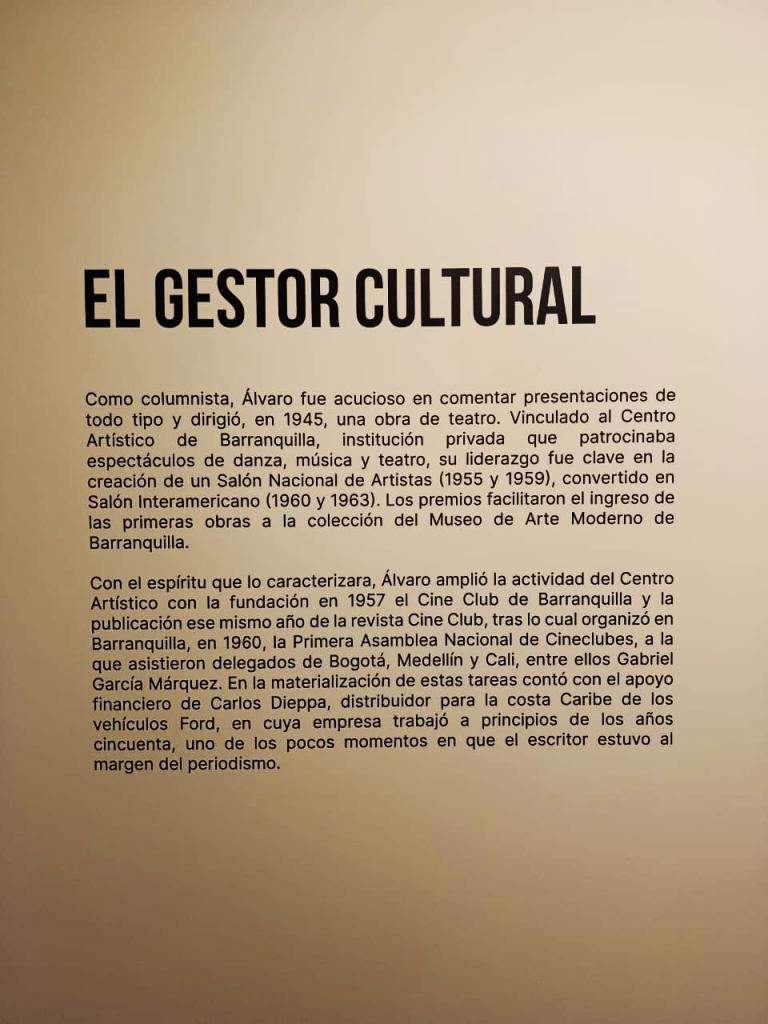 EL GESTOR CULTURAL
Como columnista, Álvaro fue acucioso en comentar presentaciones de
todo tipo y dirigió, en 1945, una obra de teatro. Vinculado al Centro
Artístico de Barranquilla, institución privada que patrocinaba
espectáculos de danza, música y teatro, su liderazgo fue clave en la
creación de un Salón Nacional de Artistas (1955 y 1959), convertido en
Salón Interamericano (1960 y 1963). Los premios facilitaron el ingreso de
las primeras obras a la colección del Museo de Arte Moderno de
Barranquilla.
Con el espíritu que lo caracterizara, Álvaro amplió la actividad del Centro
Artístico con la fundación en 1957 el Cine Club de Barranquilla y la
publicación ese mismo año de la revista Cine Club, tras lo cual organizó en
Barranquilla, en 1960, la Primera Asamblea Nacional de Cineclubes, a la
que asistieron delegados de Bogotá, Medellín y Cali, entre ellos Gabriel
García Márquez. En la materialización de estas tareas contó con el apoyo
financiero de Carlos Dieppa, distribuidor para la costa Caribe de los
vehículos Ford, en cuya empresa trabajó a principios de los años
cincuenta, uno de los pocos momentos en que el escritor estuvo al
margen del periodismo.